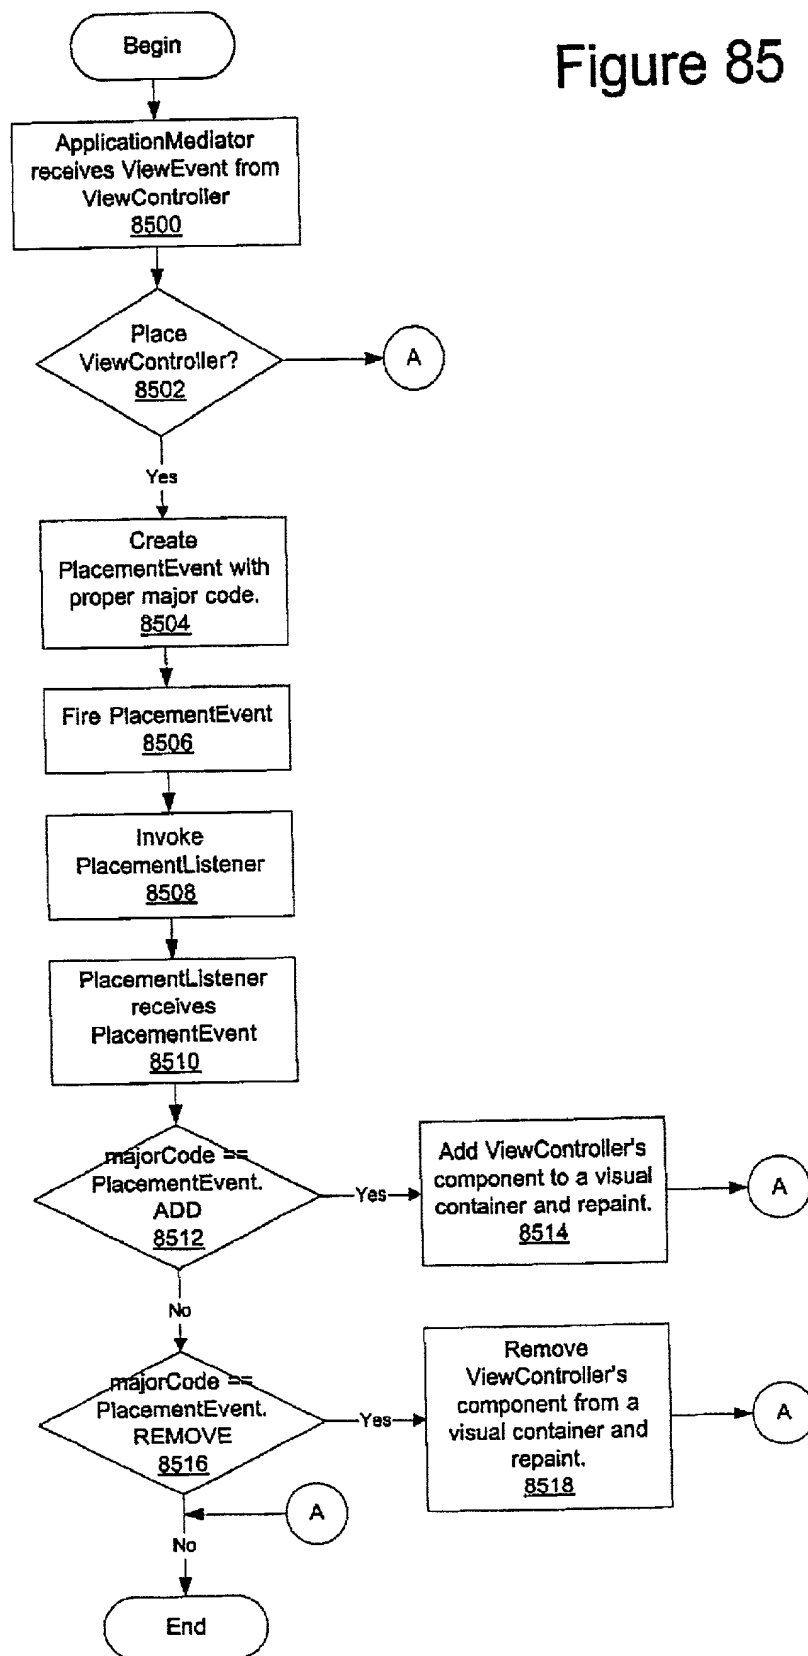 Figure 85
Begin
ApplicationMediator
receives ViewEvent from
ViewController
8500
Place
ViewController?
8502
A
Yes
Create
PlacementEvent with
proper major code.
8504
Fire PlacementEvent
8506
Invoke
PlacementListener
8508
PlacementListener
receives
PlacementEvent
8510
majorCode ==
PlacementEvent.
ADD
8512
Yes
Add ViewController's
component to a visual
container and repaint.
8514
A
No
majorCode ==
PlacementEvent.
REMOVE
8516
Yes
Remove
ViewController's
component from a
visual container and
repaint.
8518
A
A
No
End